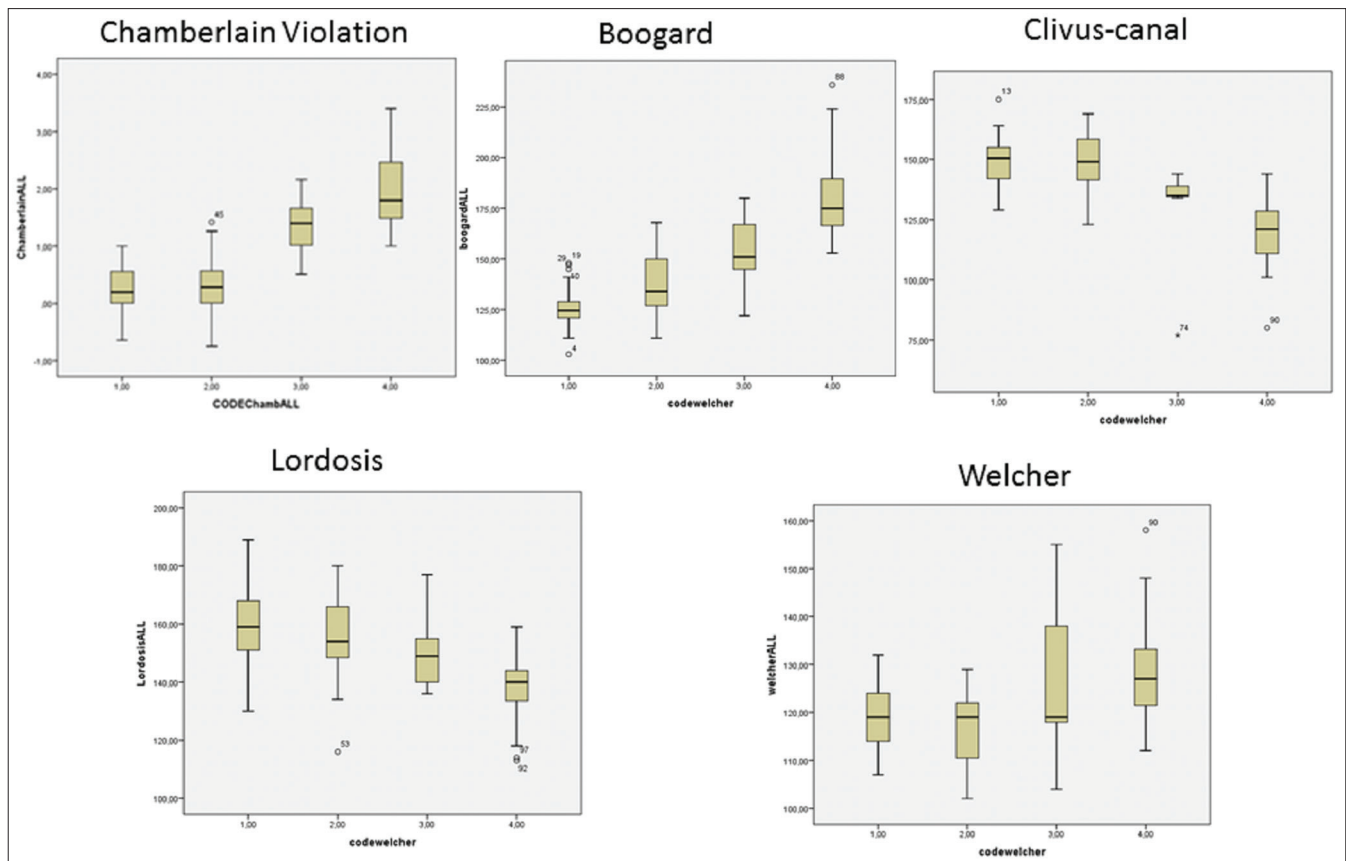 Chamberlain Violation
4,00
3,00
2,00
1,00
,00
-1,00
ChamberlainALL
45
1,00 2,00 3,00 4,00
CODEChambALL
Boogard
225,00
200,00
175,00
150,00
125,00
100,00
boogardALL
88
29 19
10
4
1,00 2,00 3,00 4,00
codewelcher
Clivus-canal
175,00
150,00
125,00
100,00
75,00
13
74
90
1,00 2,00 3,00 4,00
codewelcher
Lordosis
200,00
180,00
160,00
140,00
120,00
100,00
LordosisALL
53
97
92
1,00 2,00 3,00 4,00
codewelcher
Welcher
160,00
150,00
140,00
130,00
120,00
110,00
100,00
welcherALL
90
1,00 2,00 3,00 4,00
codewelcher